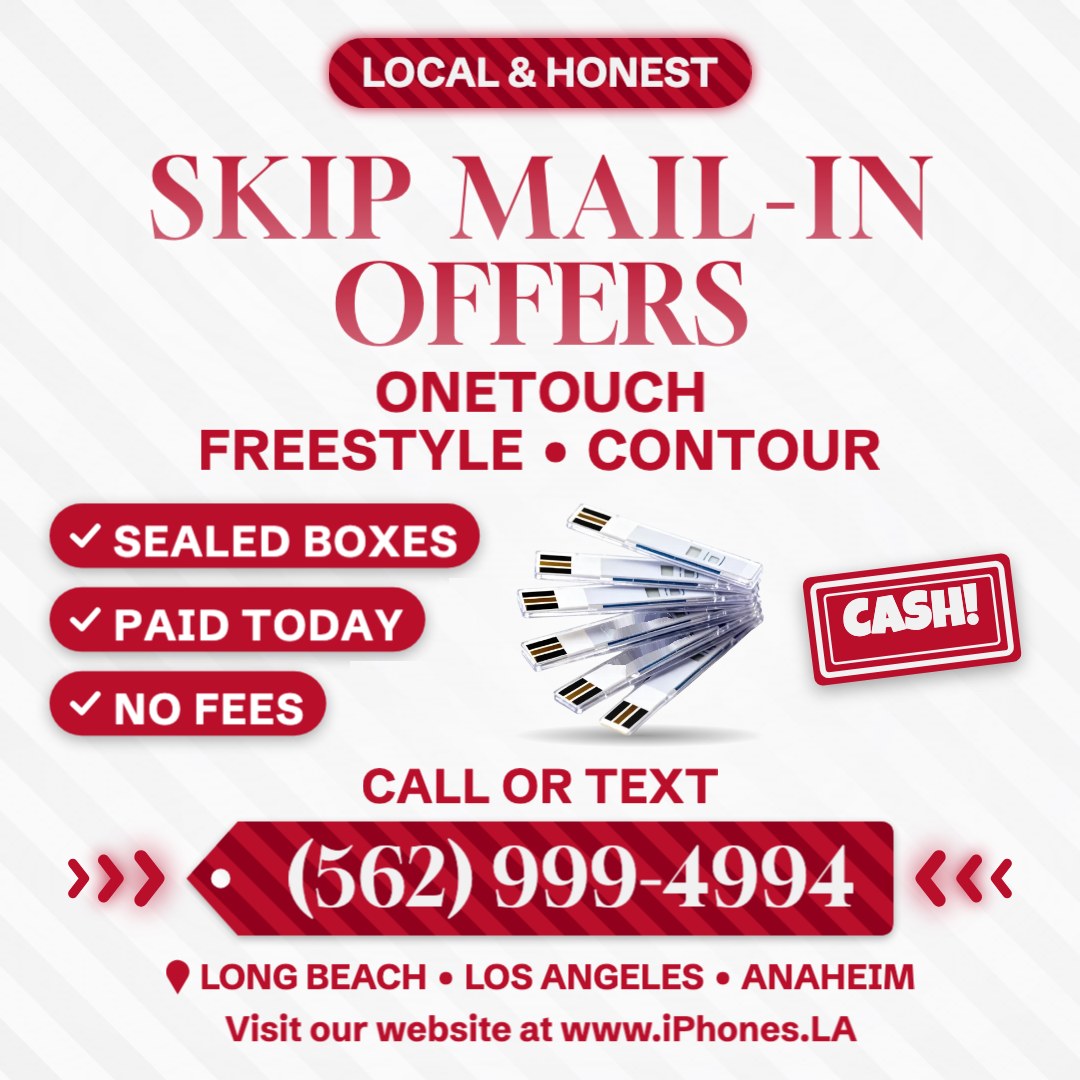 LOCAL & HONEST
SKIP MAIL-IN
OFFERS
ONETOUCH
FREESTYLE • CONTOUR
✓ SEALED BOXES
✓ PAID TODAY
✓ NO FEES
CASH!
CALL OR TEXT
(562) 999-4994
LONG BEACH • LOS ANGELES • ANAHEIM
Visit our website at www.iPhones.LA